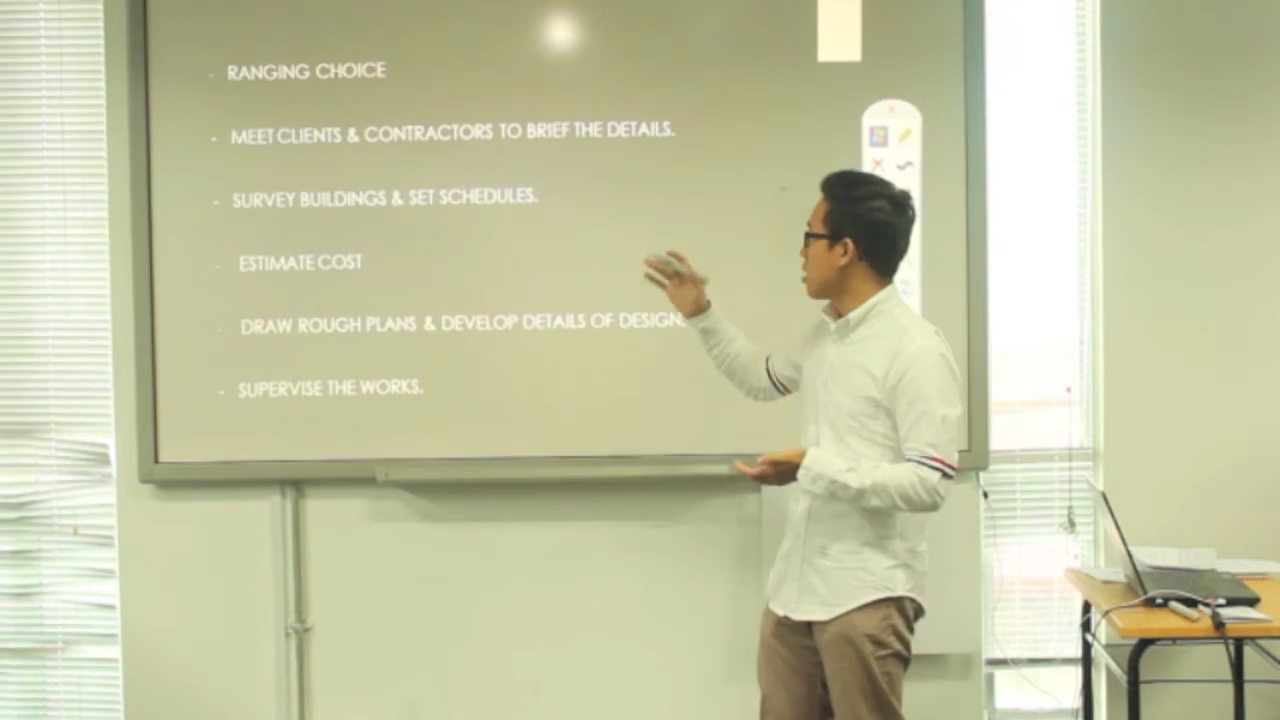 - RANGING CHOICE
- MEET CLIENTS & CONTRACTORS TO BRIEF THE DETAILS.
- SURVEY BUILDINGS & SET SCHEDULES.
- ESTIMATE COST
- DRAW ROUGH PLANS & DEVELOP DETAILS OF DESIGN.
- SUPERVISE THE WORKS.